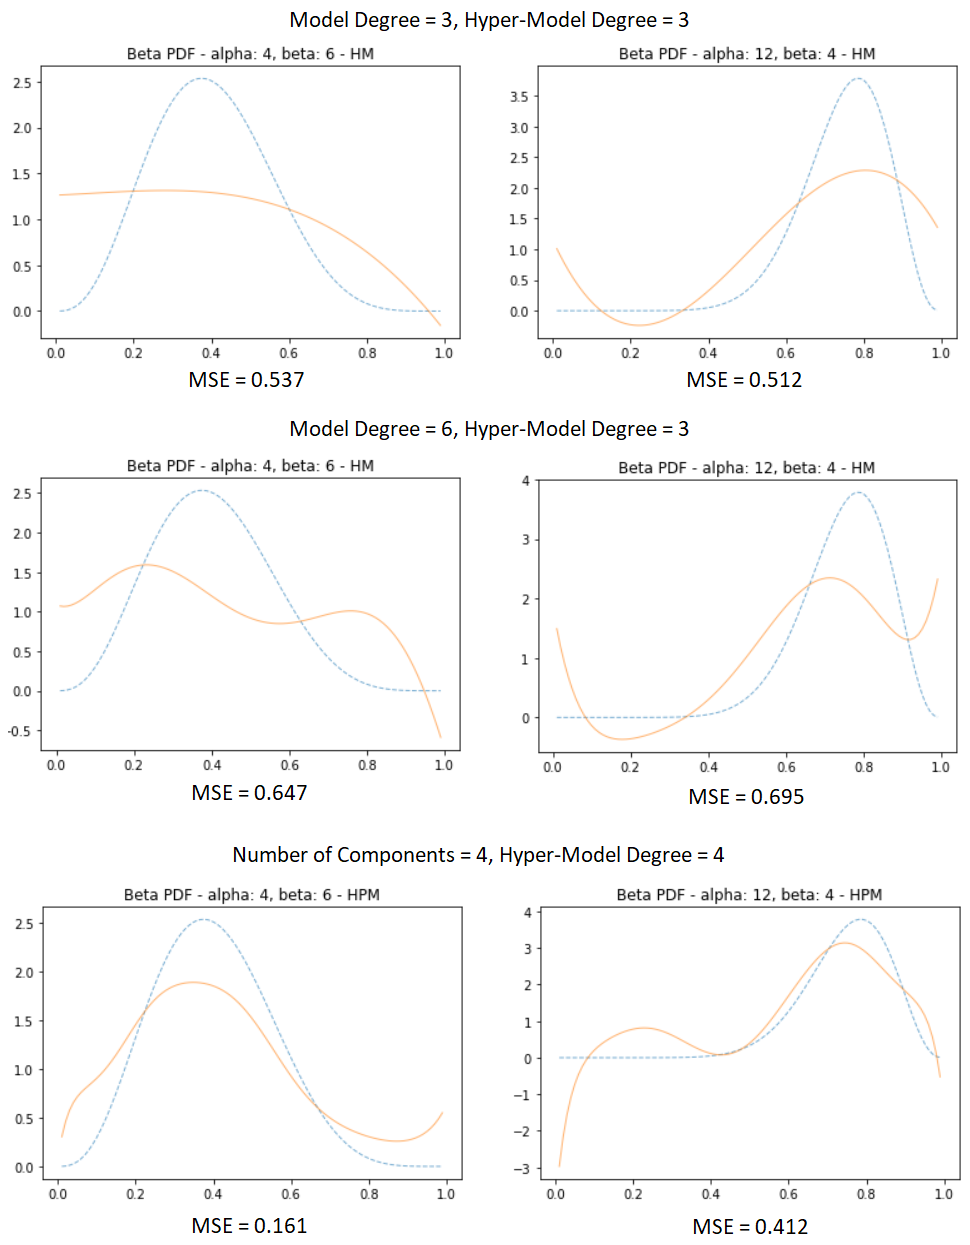 Model Degree = 3, Hyper-Model Degree = 3
Beta PDF - alpha: 4, beta: 6 - HM
2.5
2.0
1.5
1.0
0.5
0.0
0.0 0.2 0.4 0.6 0.8 1.0
MSE = 0.537
Beta PDF - alpha: 12, beta: 4 - HM
3.5
3.0
2.5
2.0
1.5
1.0
0.5
0.0
0.0 0.2 0.4 0.6 0.8 1.0
MSE = 0.512
Model Degree = 6, Hyper-Model Degree = 3
Beta PDF - alpha: 4, beta: 6 - HM
2.5
2.0
1.5
1.0
0.5
0.0
-0.5
0.0 0.2 0.4 0.6 0.8 1.0
MSE = 0.647
Beta PDF - alpha: 12, beta: 4 - HM
4
3
2
1
0
0.0 0.2 0.4 0.6 0.8 1.0
MSE = 0.695
Number of Components = 4, Hyper-Model Degree = 4
Beta PDF - alpha: 4, beta: 6 - HPM
2.5
2.0
1.5
1.0
0.5
0.0
0.0 0.2 0.4 0.6 0.8 1.0
MSE = 0.161
Beta PDF - alpha: 12, beta: 4 - HPM
4
3
2
1
0
−1
−2
−3
0.0 0.2 0.4 0.6 0.8 1.0
MSE = 0.412